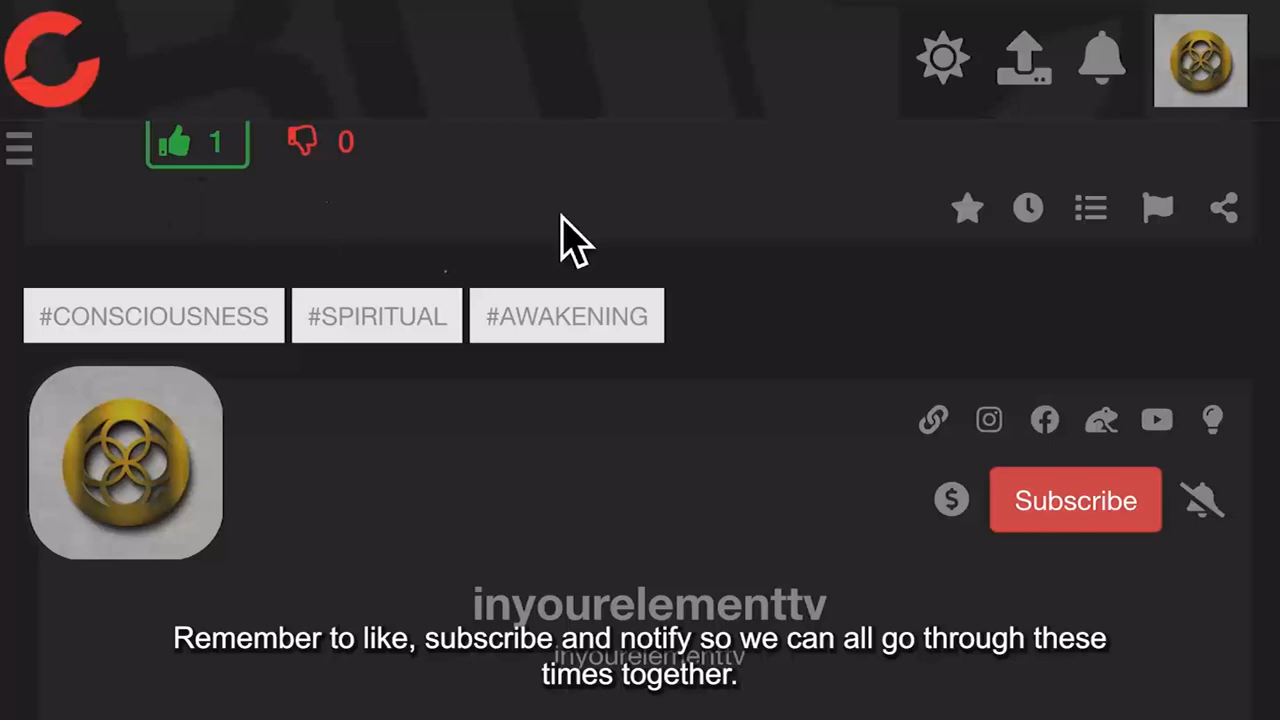 1
0
#CONSCIOUSNESS #SPIRITUAL #AWAKENING
Subscribe
inyourelementtv
Remember to like, subscribe and notify so we can all go through these
inyourelementtv
times together.